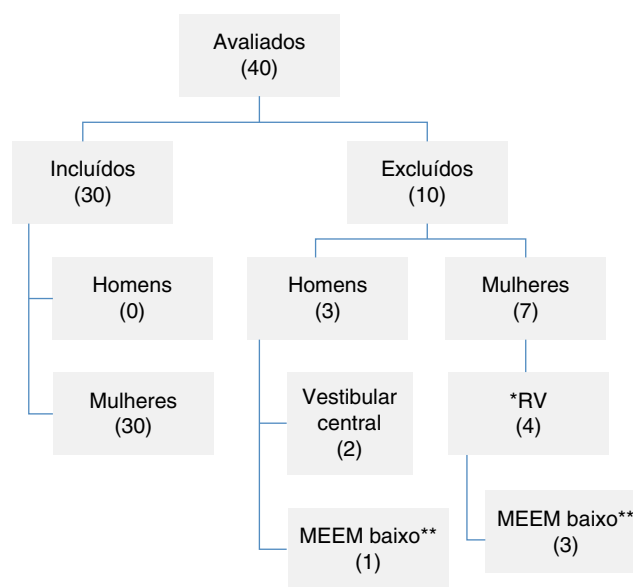 Avaliados
(40)
Incluídos
(30)
Excluídos
(10)
Homens
(0)
Homens
(3)
Mulheres
(7)
Mulheres
(30)
Vestibular
central
(2)
*RV
(4)
MEEM baixo**
(1)
MEEM baixo**
(3)